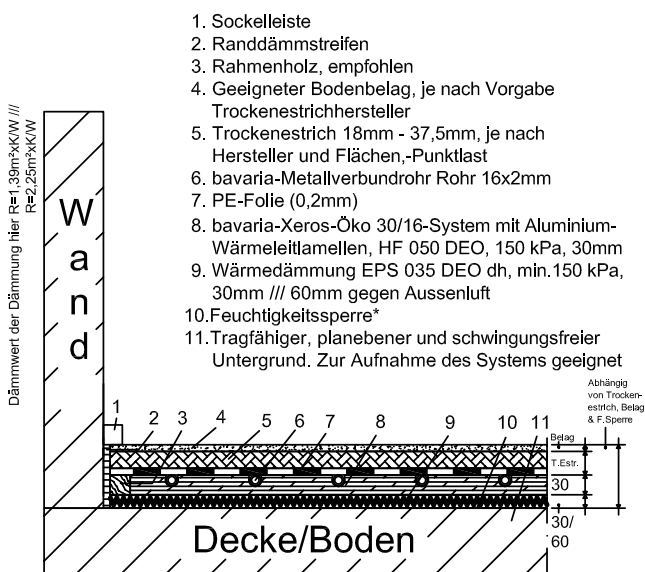 1. Sockelleiste
2. Randdämmstreifen
3. Rahmenholz, empfohlen
4. Geeigneter Bodenbelag, je nach Vorgabe
Trockenestrichhersteller
5. Trockenestrich 18mm - 37,5mm, je nach
Hersteller und Flächen,-Punktlast
6. bavaria-Metallverbundrohr Rohr 16x2mm
7. PE-Folie (0,2mm)
8. bavaria-Xeros-Öko 30/16-System mit Aluminium-
Wärmeleitlamellen, HF 050 DEO, 150 kPa, 30mm
9. Wärmedämmung EPS 035 DEO dh, min.150 kPa,
30mm /// 60mm gegen Aussenluft
10.Feuchtigkeitssperre*
11.Tragfähiger, planebener und schwingungsfreier
Untergrund. Zur Aufnahme des Systems geeignet
Dämmwert der Dämmung hier R=1,39m²xK/W ///
R=2,25m²xK/W
Wand
Abhängig
von Trocken-
estrich, Belag
& F.Sperre
1 2 3 4 5 6 7 8 9 10 11
Belag
T.Estr.
30
30/
60
Decke/Boden